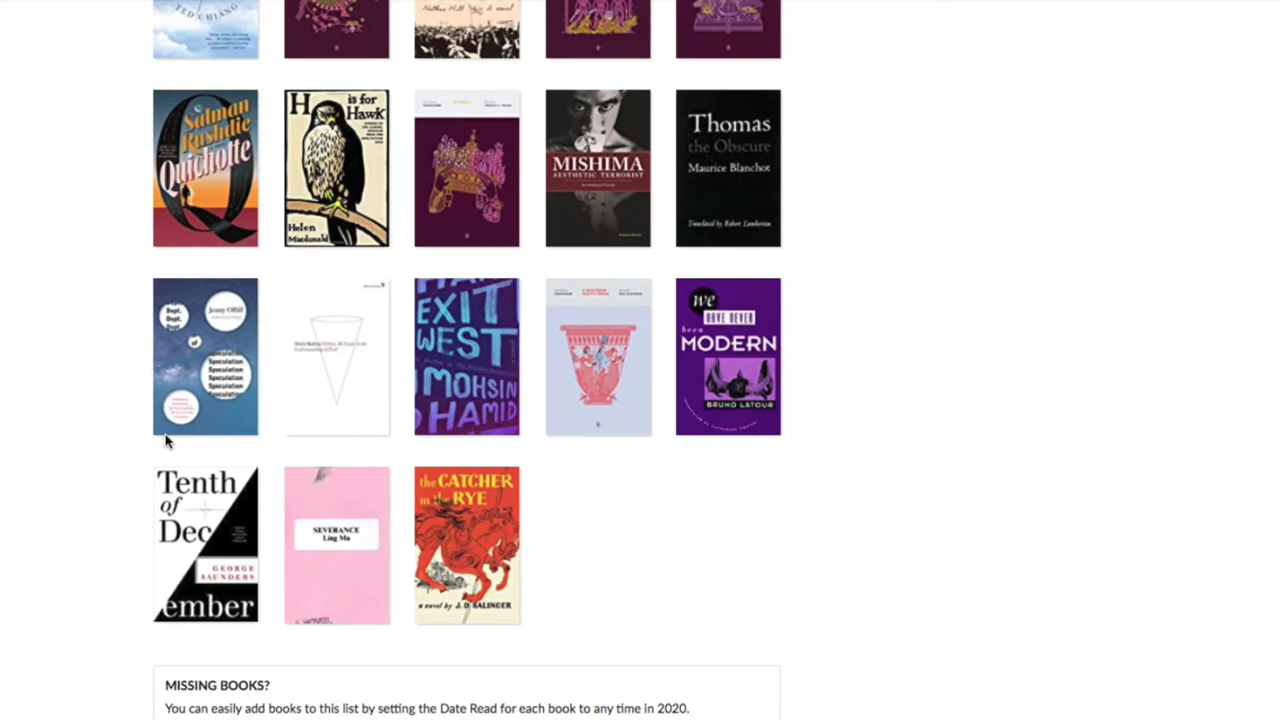 TED CHIANG
Nathan Hill a novel
Salman
Rushdie
Quichotte
H is for
Hawk
Helen
Macdonald
MISHIMA
AESTHETIC TERRORIST
Thomas
the Obscure
Maurice Blanchot
Translated by Robert Lamberton
Dept.
Dept.
Dept.
of
Jenny Offill
Speculation
Speculation
Speculation
Speculation
Speculation
EXIT
WEST
MOHSIN
HAMID
we
HAVE NEVER
been
MODERN
BRUNO LATOUR
Tenth
of
Dec
GEORGE
SAUNDERS
ember
SEVERANCE
Ling Ma
the CATCHER
in the RYE
a novel by J. D. SALINGER
MISSING BOOKS?
You can easily add books to this list by setting the Date Read for each book to any time in 2020.